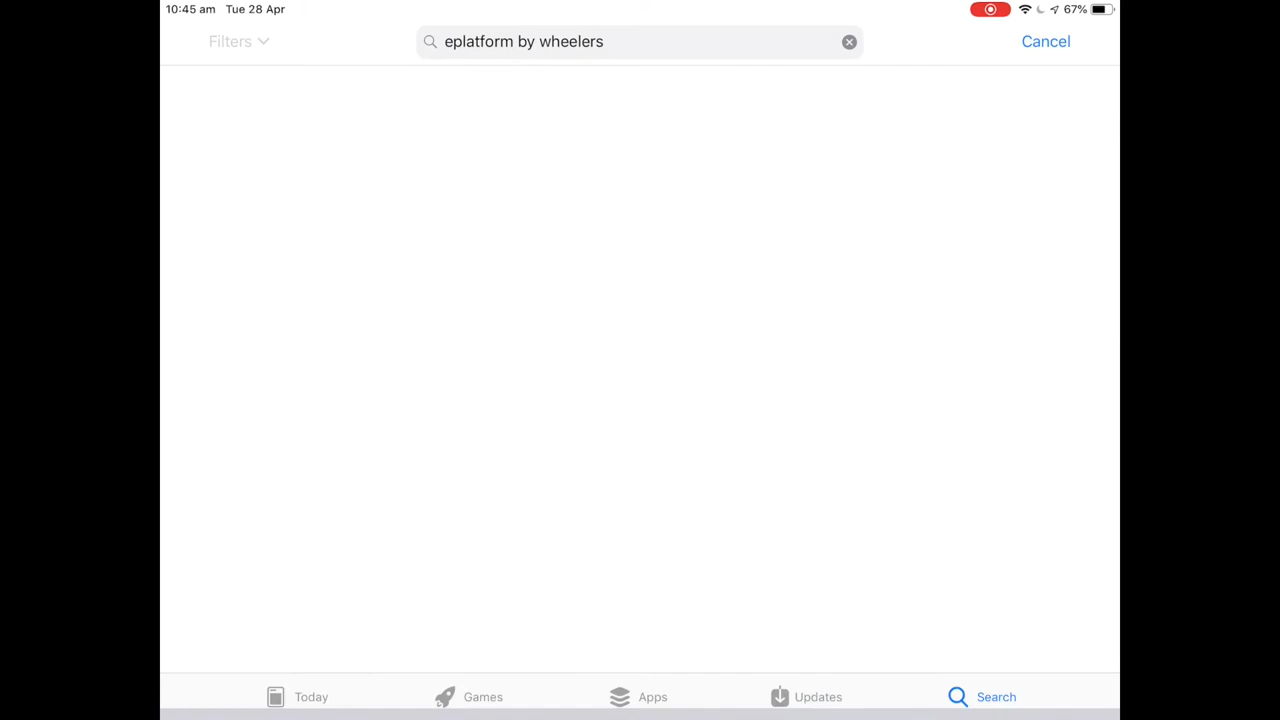 10:45 am Tue 28 Apr 67%
Filters eplatform by wheelers Cancel
Today Games Apps Updates Search